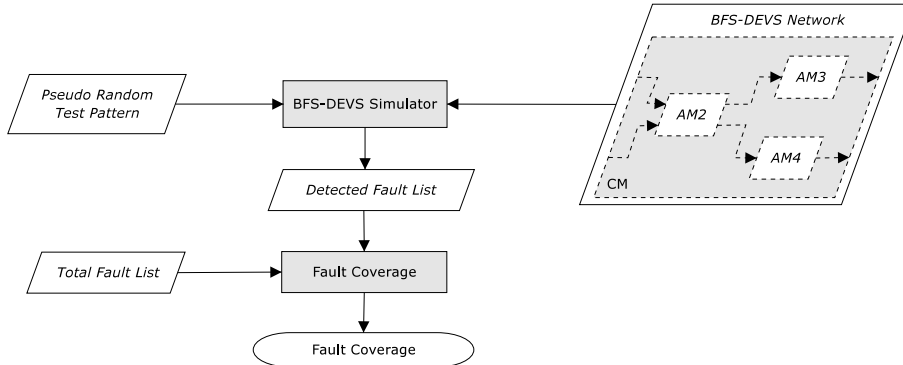 BFS-DEVS Network
AM3
Pseudo Random
Test Pattern
BFS-DEVS Simulator
AM2
AM4
CM
Detected Fault List
Total Fault List
Fault Coverage
Fault Coverage